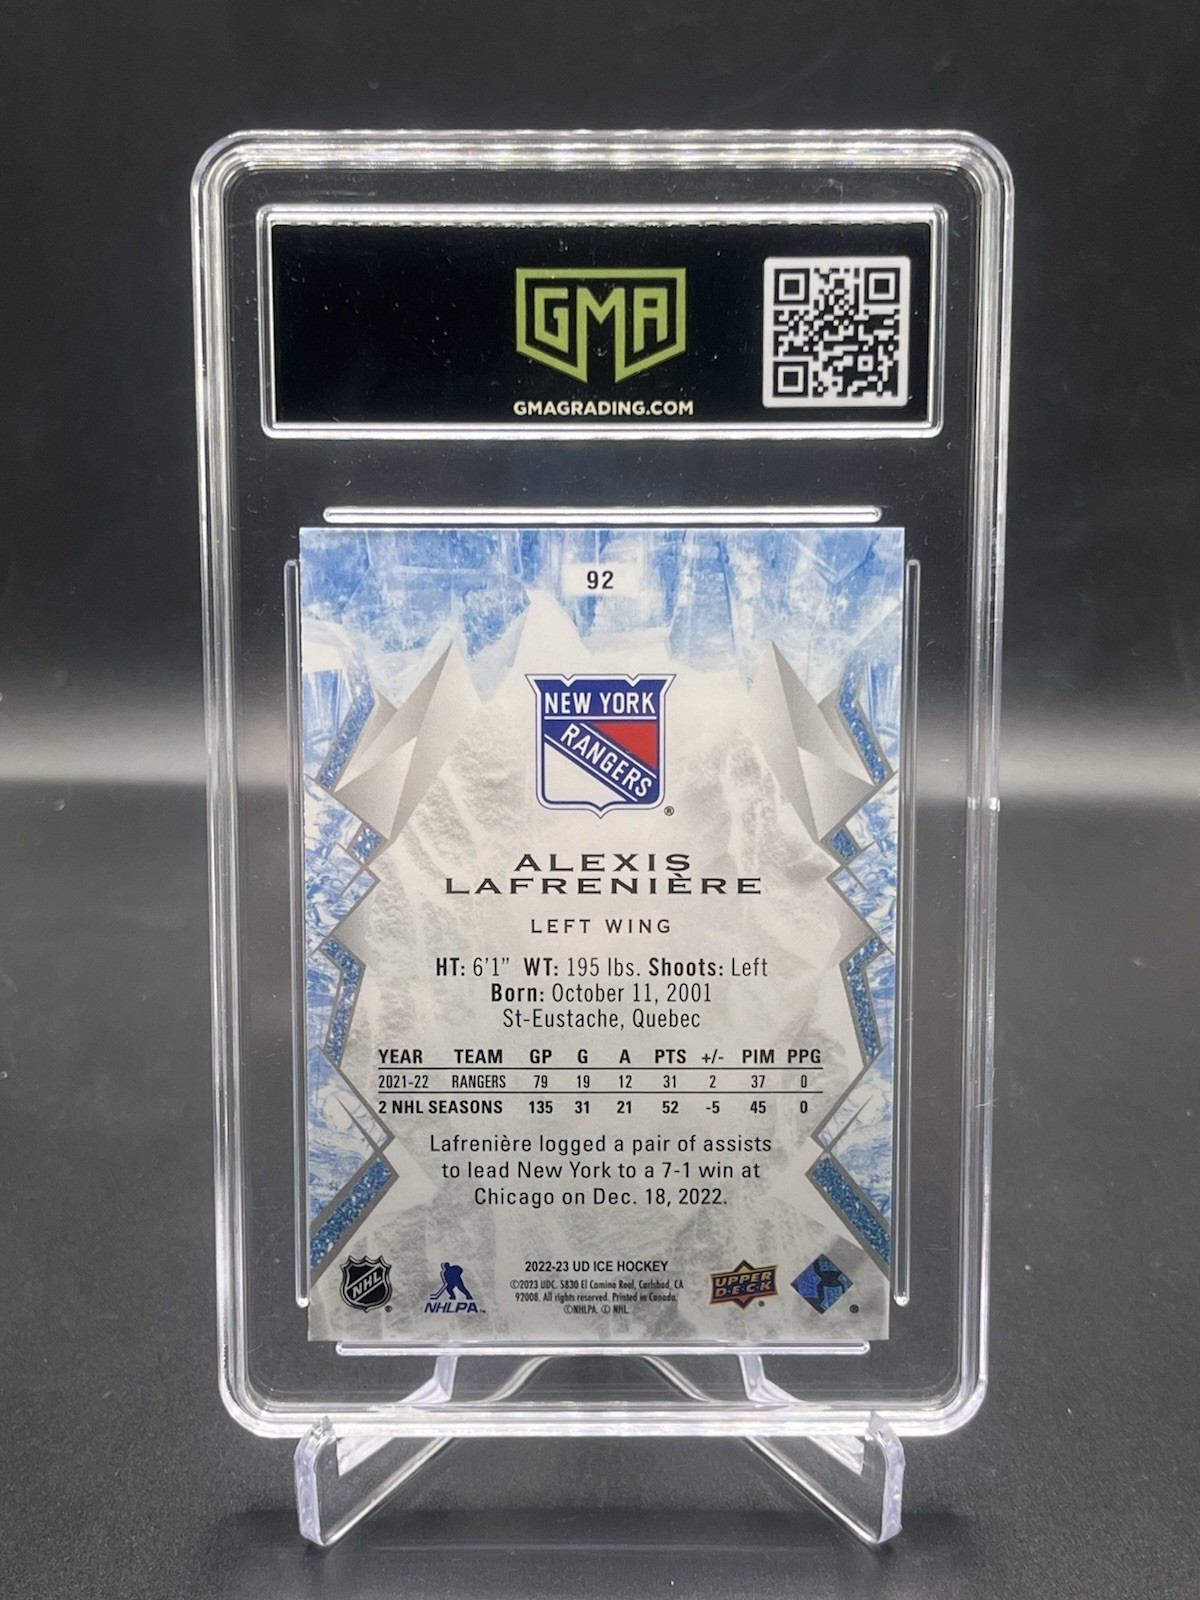 GMA
GMAGRADING.COM
92
NEW YORK
RANGERS
®
ALEXIS
LAFRENIÈRE
LEFT WING
HT: 6'1" WT: 195 lbs. Shoots: Left
Born: October 11, 2001
St-Eustache, Quebec
YEAR TEAM GP G A PTS +/- PIM PPG
2021-22 RANGERS 79 19 12 31 2 37 0
2 NHL SEASONS 135 31 21 52 -5 45 0
Lafrenière logged a pair of assists
to lead New York to a 7-1 win at
Chicago on Dec. 18, 2022.
NHL ®
NHLPA™
2022-23 UD ICE HOCKEY
©2023 UDC. 5830 El Camino Real, Carlsbad, CA
92008. All rights reserved. Printed in Canada.
©NHLPA. © NHL.
UPPER
D·E·C·K ®
®